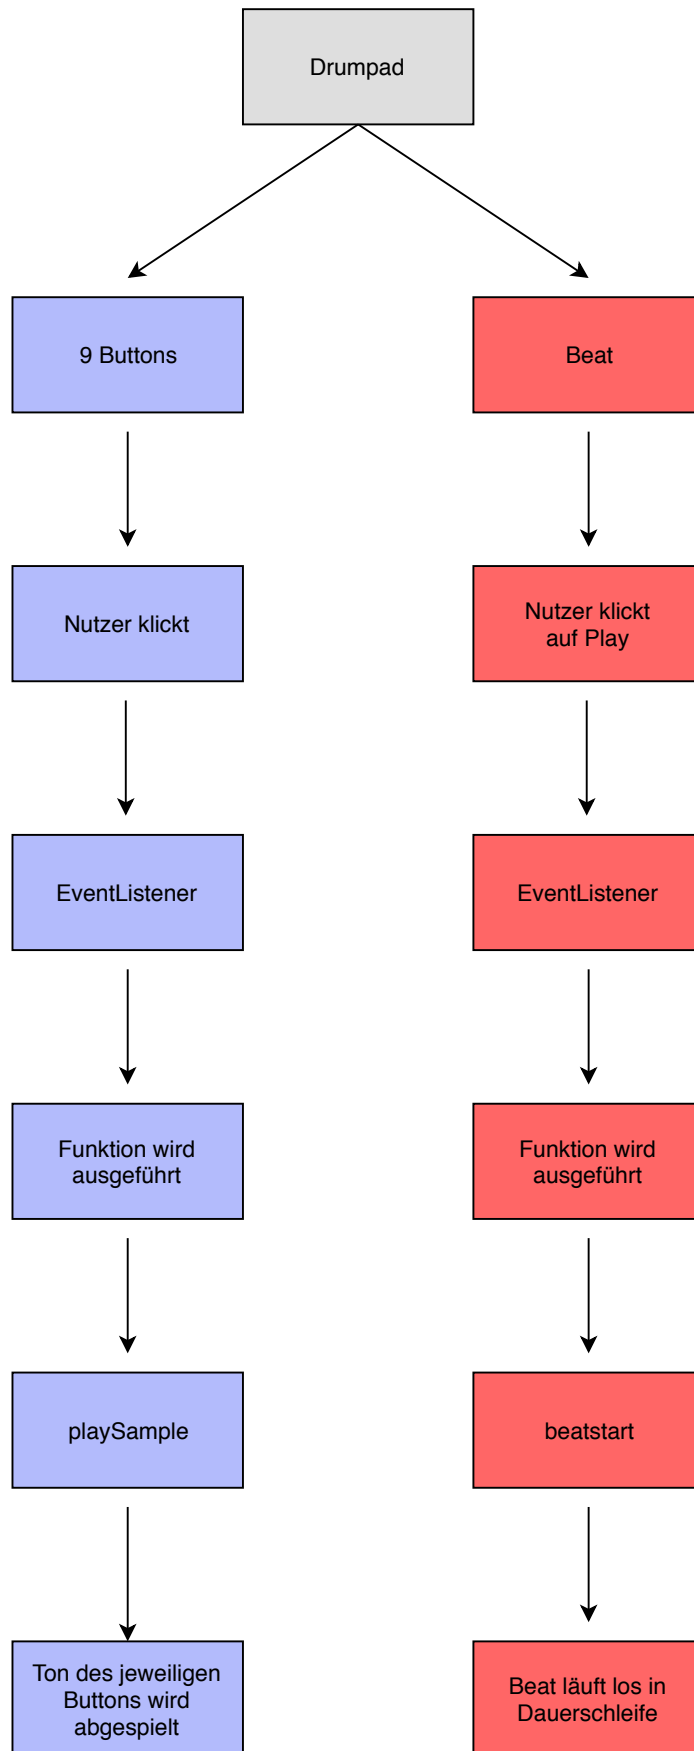 Drumpad
9 Buttons
Beat
Nutzer klickt
Nutzer klickt
auf Play
EventListener
EventListener
Funktion wird
ausgeführt
Funktion wird
ausgeführt
playSample
beatstart
Ton des jeweiligen
Buttons wird
abgespielt
Beat läuft los in
Dauerschleife